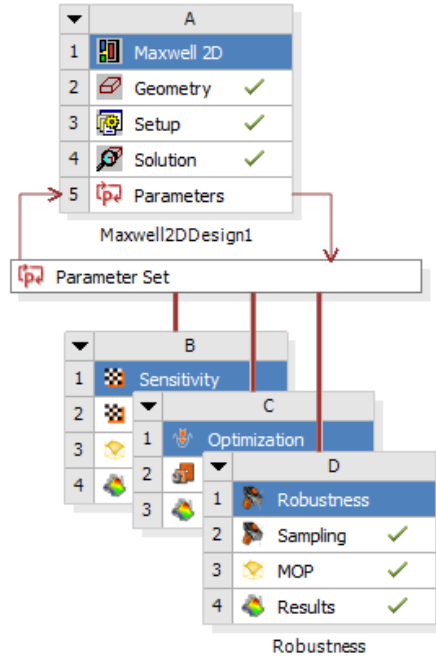 A
1 Maxwell 2D
2 Geometry
3 Setup
4 Solution
5 Parameters
Maxwell2DDesign1
Parameter Set
B
1 Sensitivity
2
3
4
C
1 Optimization
2
3
D
1 Robustness
2 Sampling
3 MOP
4 Results
Robustness